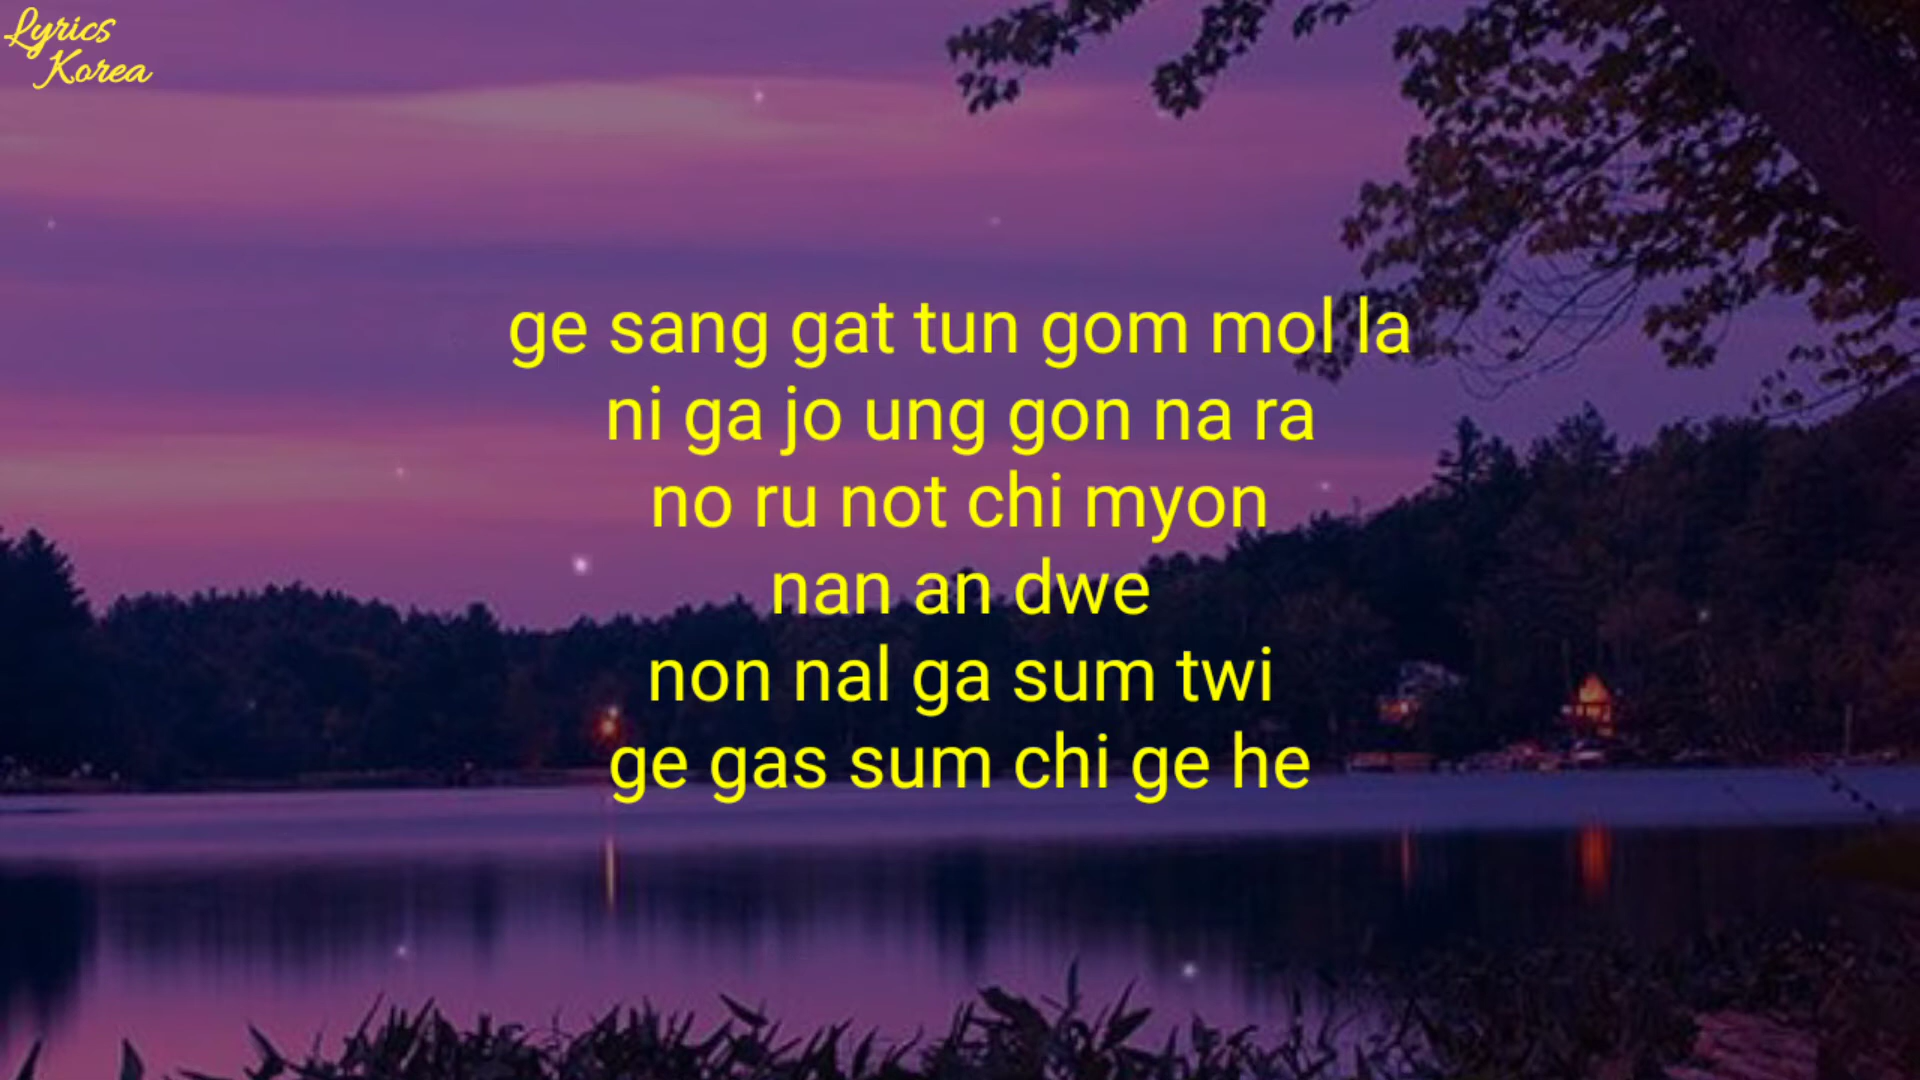 Lyrics
Korea
ge sang gat tun gom mol la
ni ga jo ung gon na ra
no ru not chi myon
nan an dwe
non nal ga sum twi
ge gas sum chi ge he